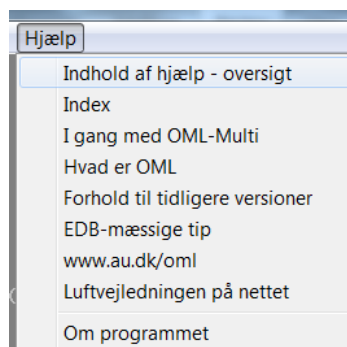 Hjælp
Indhold af hjælp - oversigt
Index
I gang med OML-Multi
Hvad er OML
Forhold til tidligere versioner
EDB-mæssige tip
www.au.dk/oml
Luftvejledningen på nettet
Om programmet